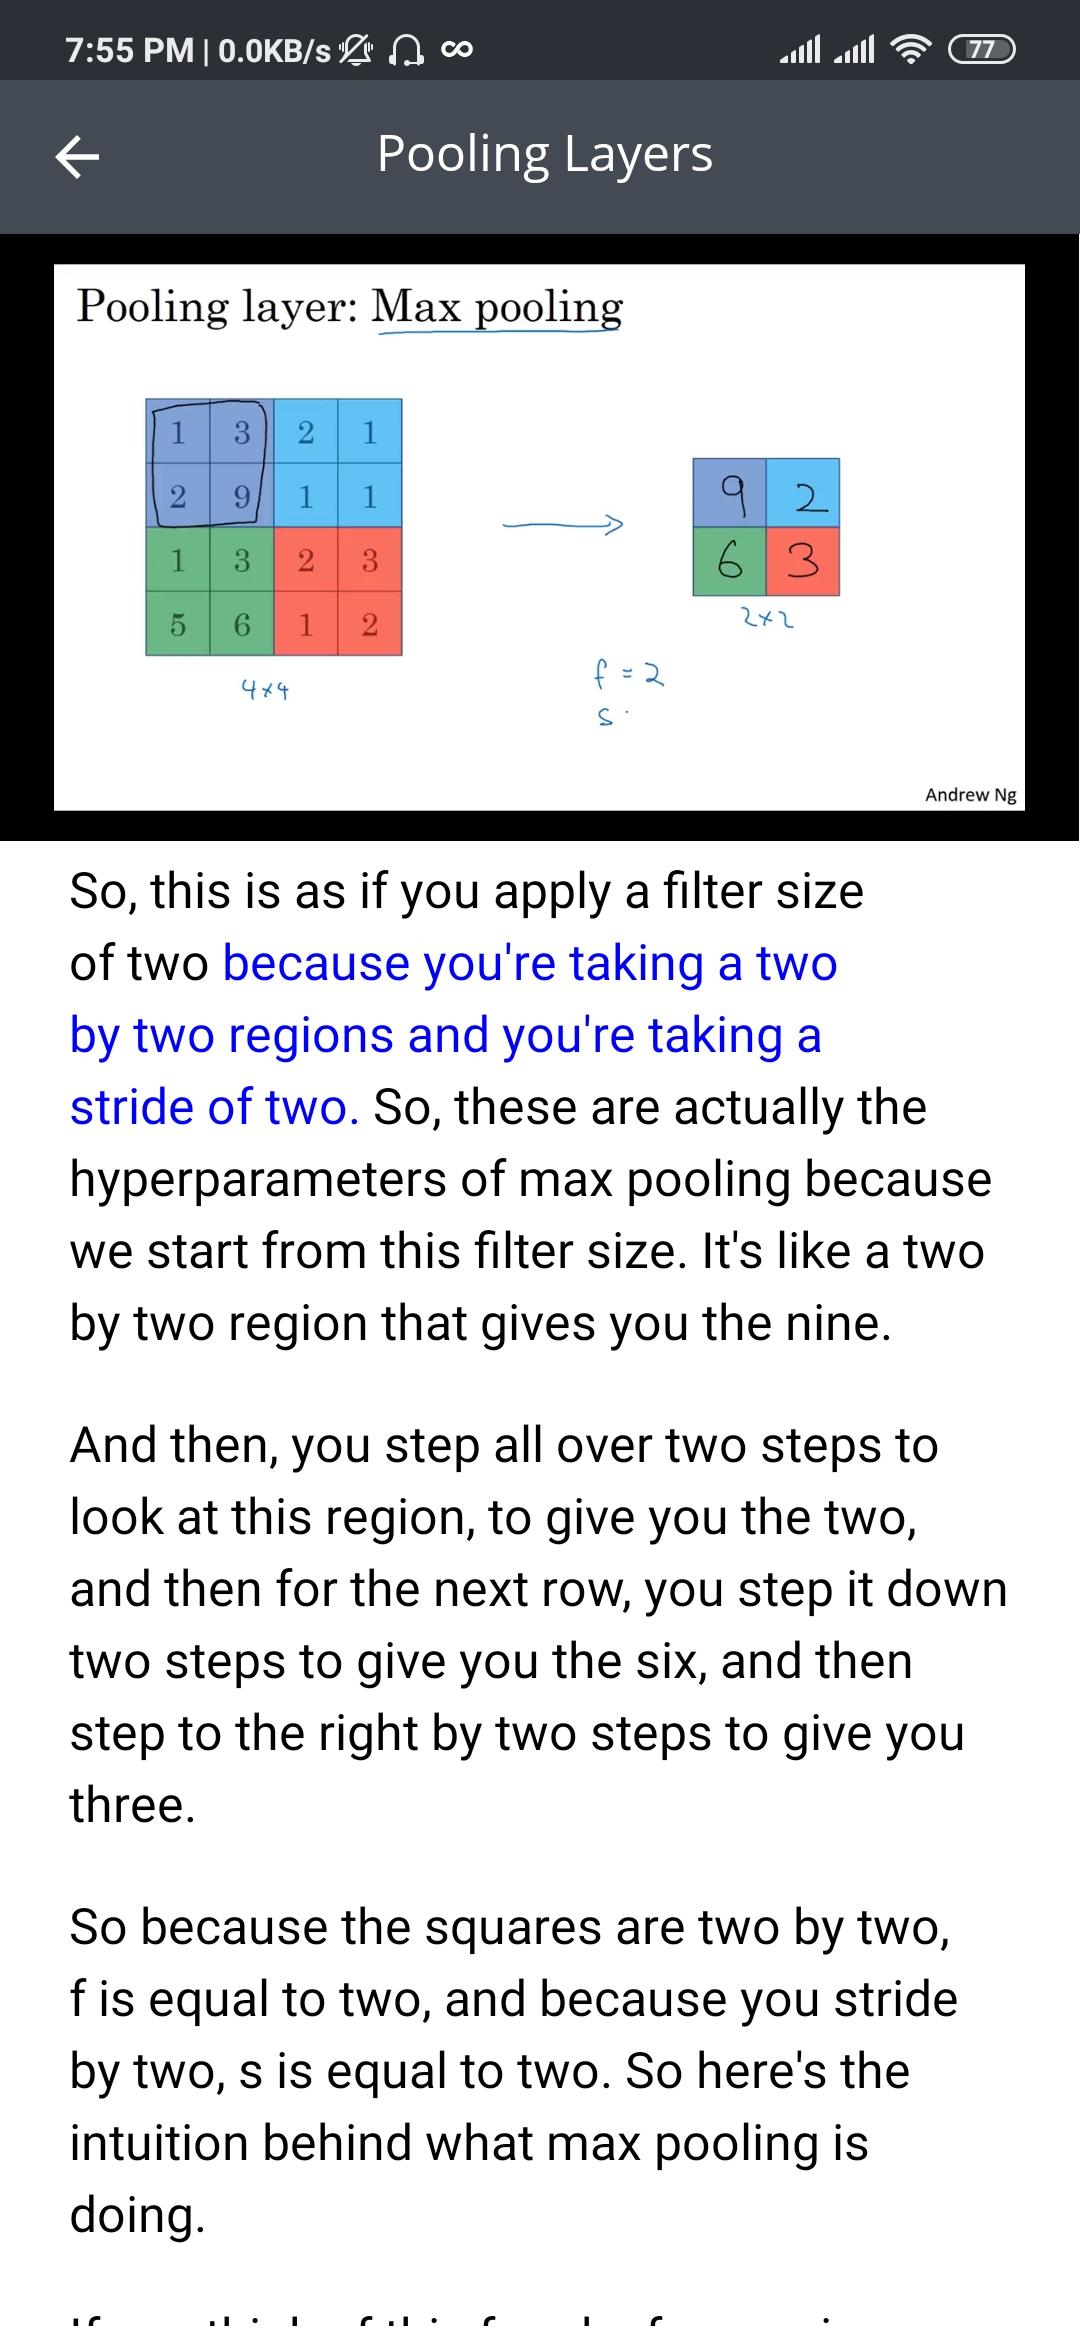 7:55 PM | 0.0KB/s
77
Pooling Layers
Pooling layer: Max pooling
1 3 2 1
2 9 1 1
1 3 2 3
5 6 1 2
4×4
9 2
6 3
2×2
f = 2
s
Andrew Ng
So, this is as if you apply a filter size
of two because you're taking a two
by two regions and you're taking a
stride of two. So, these are actually the
hyperparameters of max pooling because
we start from this filter size. It's like a two
by two region that gives you the nine.
And then, you step all over two steps to
look at this region, to give you the two,
and then for the next row, you step it down
two steps to give you the six, and then
step to the right by two steps to give you
three.
So because the squares are two by two,
f is equal to two, and because you stride
by two, s is equal to two. So here's the
intuition behind what max pooling is
doing.